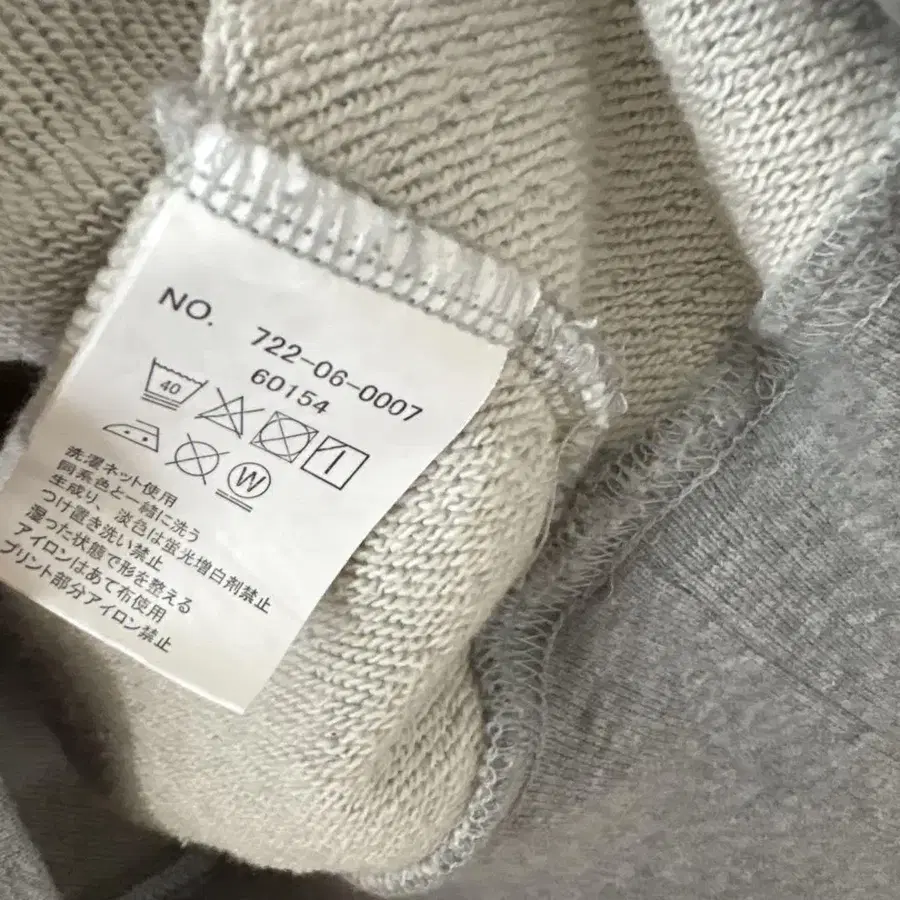 NO. 722-06-0007
60154
40
W
洗濯ネット使用
同系色と一緒に洗う
生成り、淡色は蛍光増白剤禁止
つけ置き洗い禁止
湿った状態で形を整える
アイロンはあて布使用
プリント部分アイロン禁止